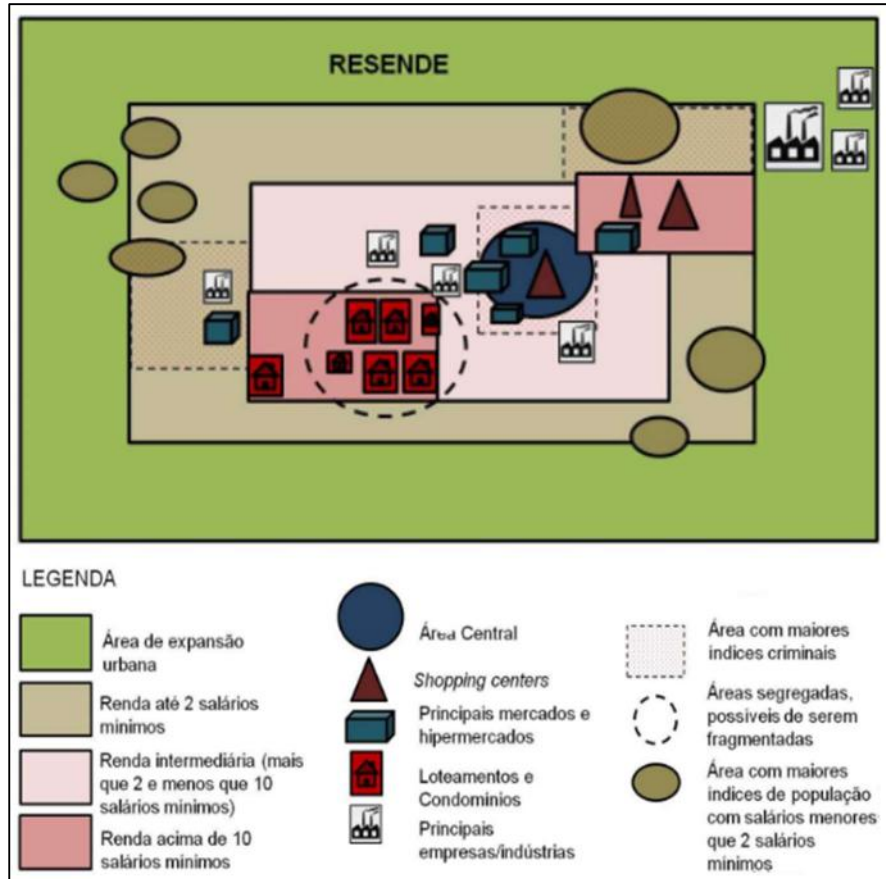 RESENDE
LEGENDA
Área de expansão
urbana
Renda até 2 salários
mínimos
Renda intermediária (mais
que 2 e menos que 10
salários mínimos)
Renda acima de 10
salários mínimos
Área Central
Shopping centers
Principais mercados e
hipermercados
Loteamentos e
Condomínios
Principais
empresas/indústrias
Área com maiores
índices criminais
Áreas segregadas,
possíveis de serem
fragmentadas
Área com maiores
índices de população
com salários menores
que 2 salários
mínimos